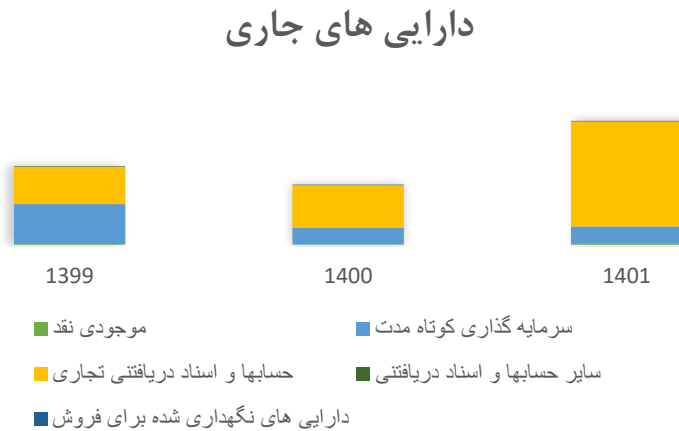 دارایی های جاری
1399 1400 1401
موجودی نقد سرمایه گذاری کوتاه مدت
حسابها و اسناد دریافتنی تجاری سایر حسابها و اسناد دریافتنی
دارایی های نگهداری شده برای فروش